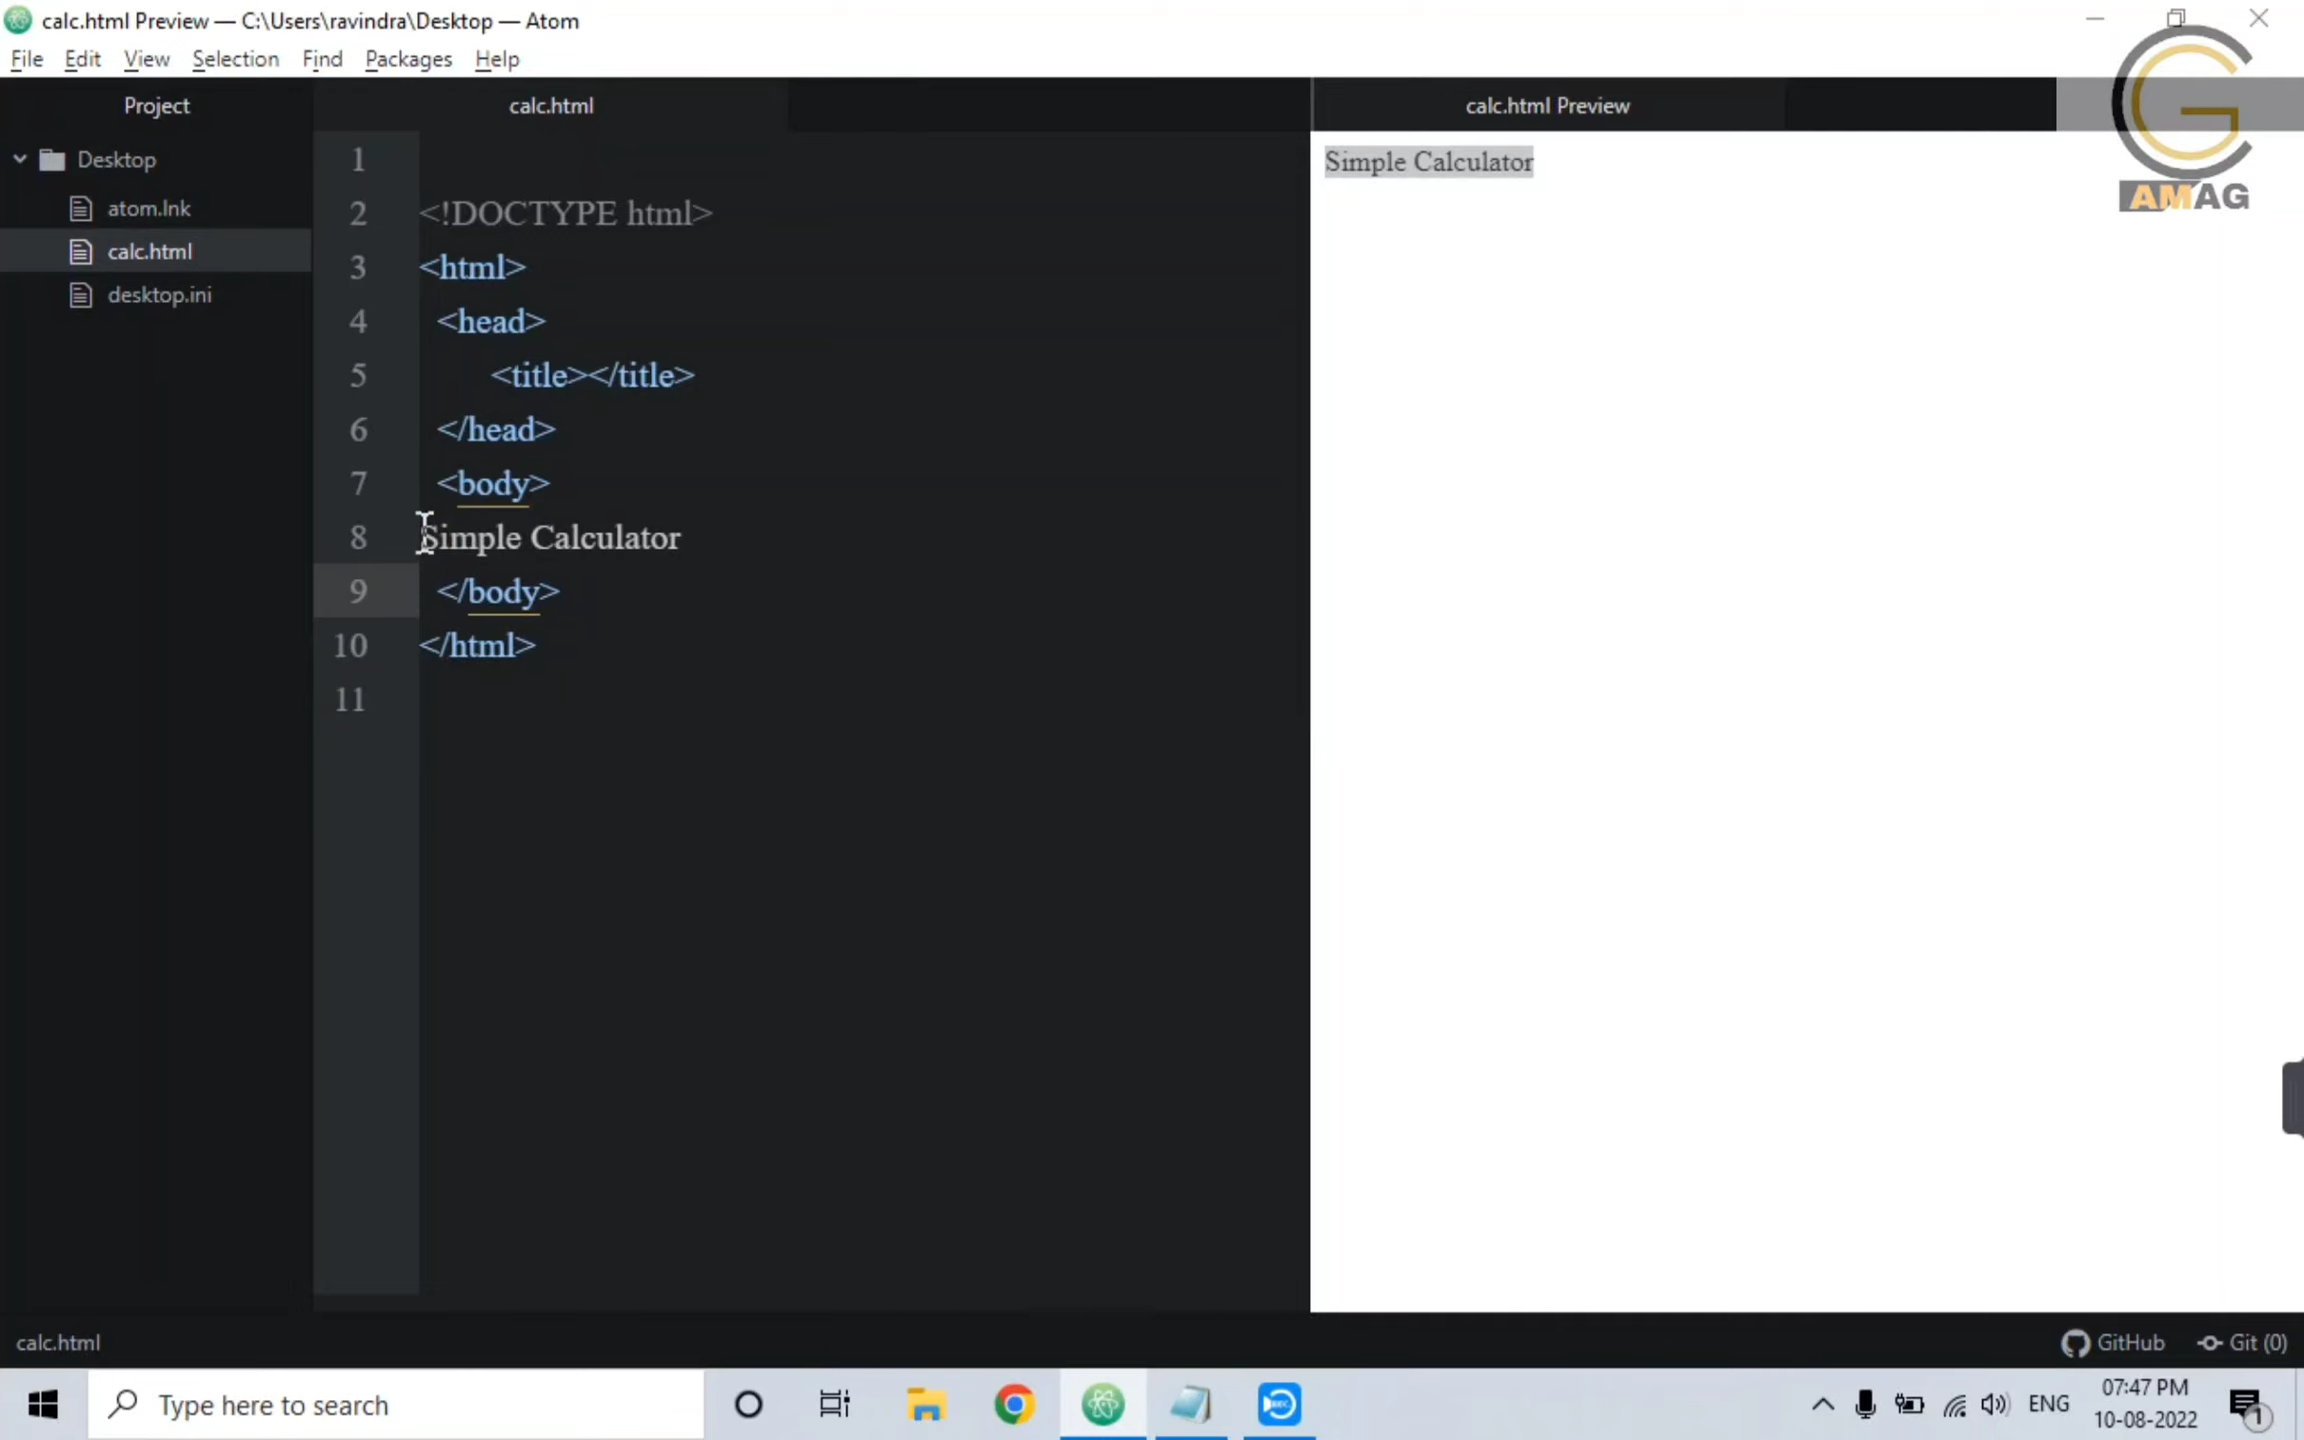 calc.html Preview — C:\Users\ravindra\Desktop — Atom
File Edit View Selection Find Packages Help
Project
calc.html
calc.html Preview
Desktop
atom.lnk
calc.html
desktop.ini
1
2 <!DOCTYPE html>
3 <html>
4 <head>
5 <title></title>
6 </head>
7 <body>
8 Simple Calculator
9 </body>
10 </html>
11
Simple Calculator
G
AMAG
calc.html
GitHub Git (0)
Type here to search
REC
ENG
07:47 PM
10-08-2022
1